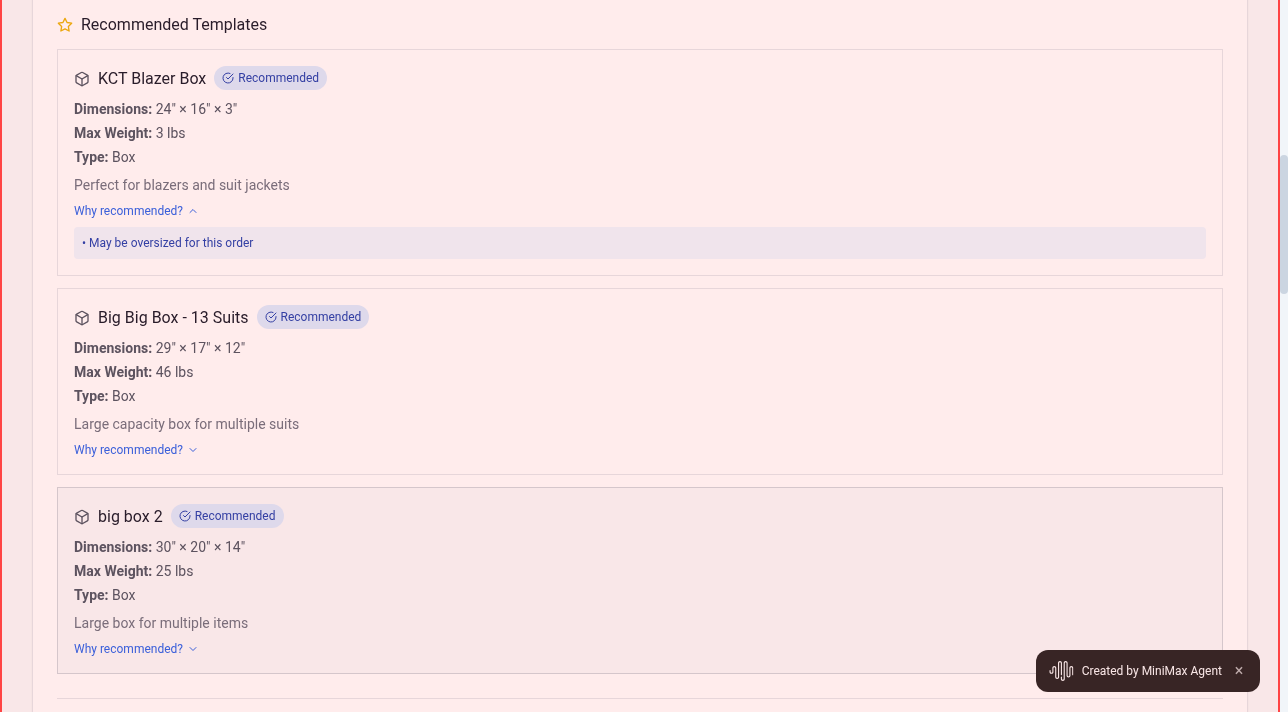 Recommended Templates
KCT Blazer Box Recommended
Dimensions: 24" × 16" × 3"
Max Weight: 3 lbs
Type: Box
Perfect for blazers and suit jackets
Why recommended?
• May be oversized for this order
Big Big Box - 13 Suits Recommended
Dimensions: 29" × 17" × 12"
Max Weight: 46 lbs
Type: Box
Large capacity box for multiple suits
Why recommended?
big box 2 Recommended
Dimensions: 30" × 20" × 14"
Max Weight: 25 lbs
Type: Box
Large box for multiple items
Why recommended?
Created by MiniMax Agent ×